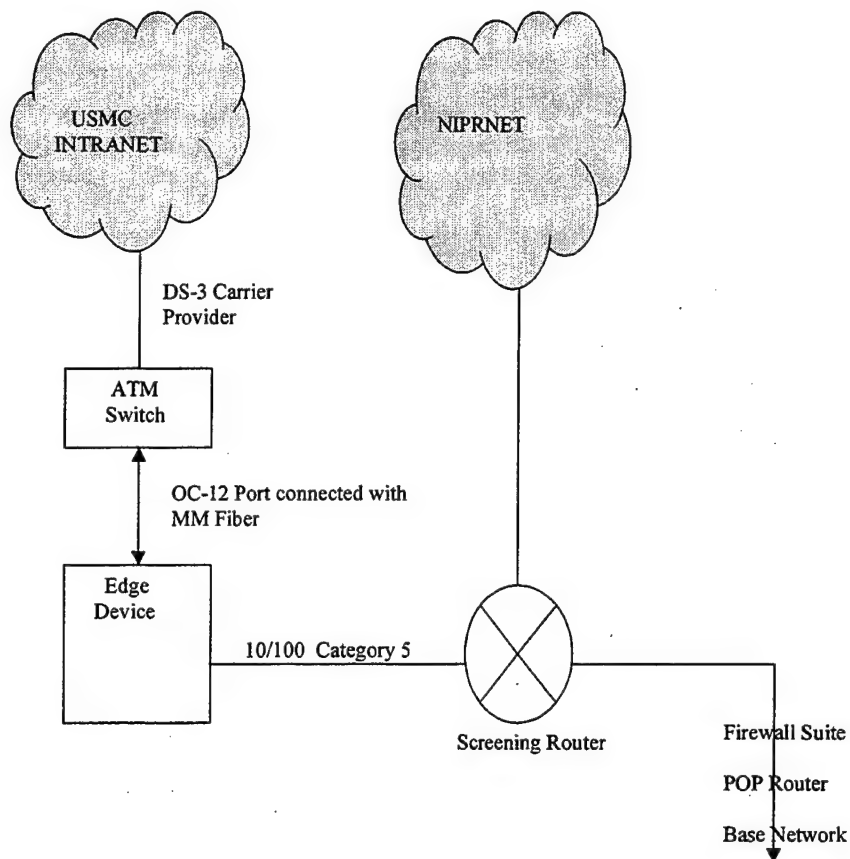 USMC
INTRANET
NIPRNET
DS-3 Carrier
Provider
ATM
Switch
OC-12 Port connected with
MM Fiber
Edge
Device
10/100 Category 5
Screening Router
Firewall Suite
POP Router
Base Network